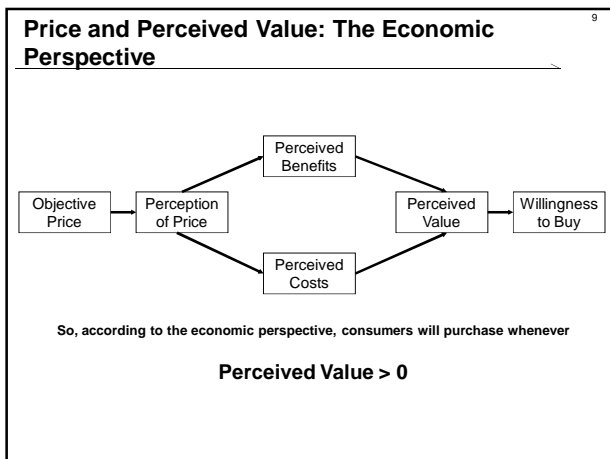 Price and Perceived Value: The Economic
Perspective
9
Perceived
Benefits
Objective
Price
Perception
of Price
Perceived
Value
Willingness
to Buy
Perceived
Costs
So, according to the economic perspective, consumers will purchase whenever
Perceived Value > 0